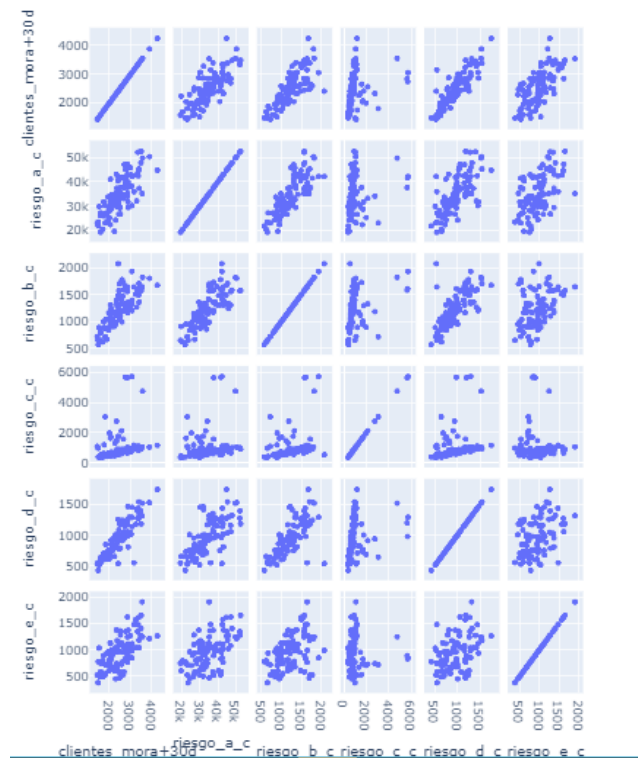 clientes_mora+30d
4000
3000
2000
riesgo_a_c
50k
40k
30k
20k
riesgo_b_c
2000
1500
1000
500
riesgo_c_c
6000
4000
2000
0
riesgo_d_c
1500
1000
500
riesgo_e_c
2000
1500
1000
500
2000 3000 4000 20k 30k 40k 50k 500 1000 1500 2000 0 2000 4000 6000 500 1000 1500 500 1000 1500 2000
clientes_mora+30d riesgo_a_c riesgo_b_c riesgo_c_c riesgo_d_c riesgo_e_c